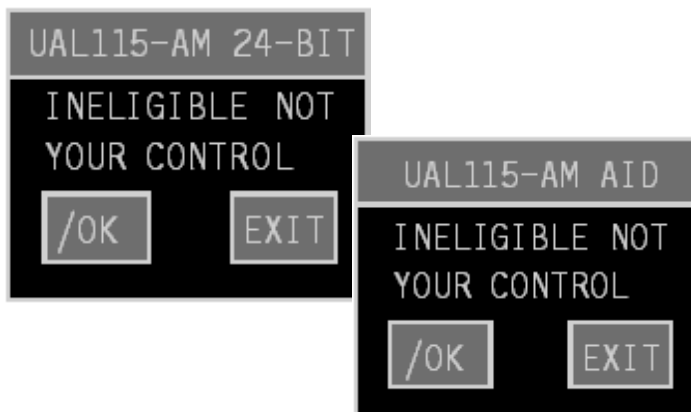 UAL115-AM 24-BIT
INELIGIBLE NOT
YOUR CONTROL
/OK EXIT
UAL115-AM AID
INELIGIBLE NOT
YOUR CONTROL
/OK EXIT